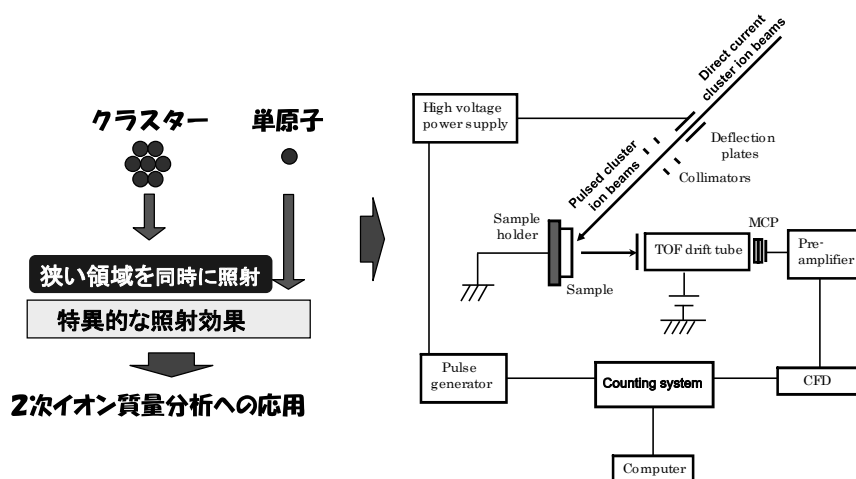 クラスター
単原子
狭い領域を同時に照射
特異的な照射効果
2次イオン質量分析への応用
Direct current
cluster ion beams
High voltage
power supply
Deflection
plates
Pulsed cluster
ion beams
Collimators
Sample
holder
MCP
TOF drift tube
Pre-
amplifier
Sample
Pulse
generator
Counting system
CFD
Computer